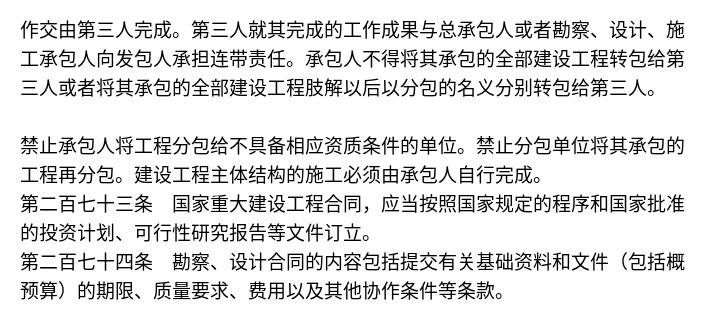 作交由第三人完成。第三人就其完成的工作成果与总承包人或者勘察、设计、施
工承包人向发包人承担连带责任。承包人不得将其承包的全部建设工程转包给第
三人或者将其承包的全部建设工程肢解以后以分包的名义分别转包给第三人。
禁止承包人将工程分包给不具备相应资质条件的单位。禁止分包单位将其承包的
工程再分包。建设工程主体结构的施工必须由承包人自行完成。
第二百七十三条　国家重大建设工程合同，应当按照国家规定的程序和国家批准
的投资计划、可行性研究报告等文件订立。
第二百七十四条　勘察、设计合同的内容包括提交有关基础资料和文件（包括概
预算）的期限、质量要求、费用以及其他协作条件等条款。